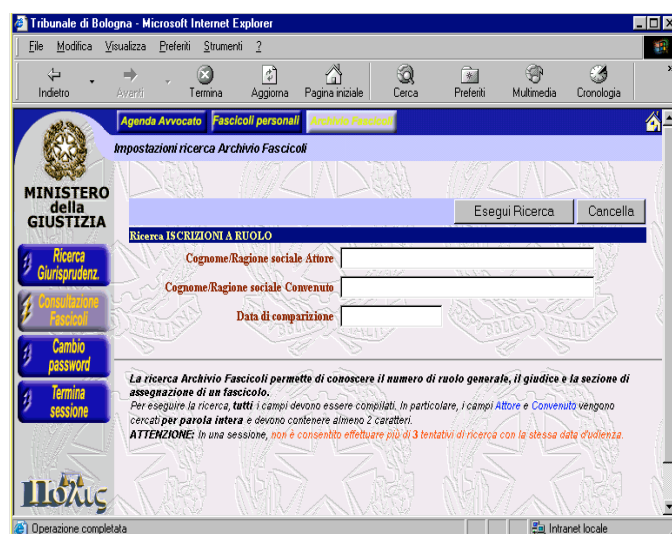 Tribunale di Bologna - Microsoft Internet Explorer
File Modifica Visualizza Preferiti Strumenti ?
Indietro Avanti Termina Aggiorna Pagina iniziale Cerca Preferiti Multimedia Cronologia »
Agenda Avvocato Fascicoli personali Archivio Fascicoli
Impostazioni ricerca Archivio Fascicoli
MINISTERO
della
GIUSTIZIA
Esegui Ricerca Cancella
Ricerca ISCRIZIONI A RUOLO
Cognome/Ragione sociale Attore
Cognome/Ragione sociale Convenuto
Data di comparizione
Ricerca
Giurisprudenz.
Consultazione
Fascicoli
Cambio
password
Termina
sessione
La ricerca Archivio Fascicoli permette di conoscere il numero di ruolo generale, il giudice e la sezione di
assegnazione di un fascicolo.
Per eseguire la ricerca, tutti i campi devono essere compilati. In particolare, i campi Attore e Convenuto vengono
cercati per parola intera e devono contenere almeno 2 caratteri.
ATTENZIONE: In una sessione, non è consentito effettuare più di 3 tentativi di ricerca con la stessa data d'udienza.
Πόλις
Operazione completata Intranet locale